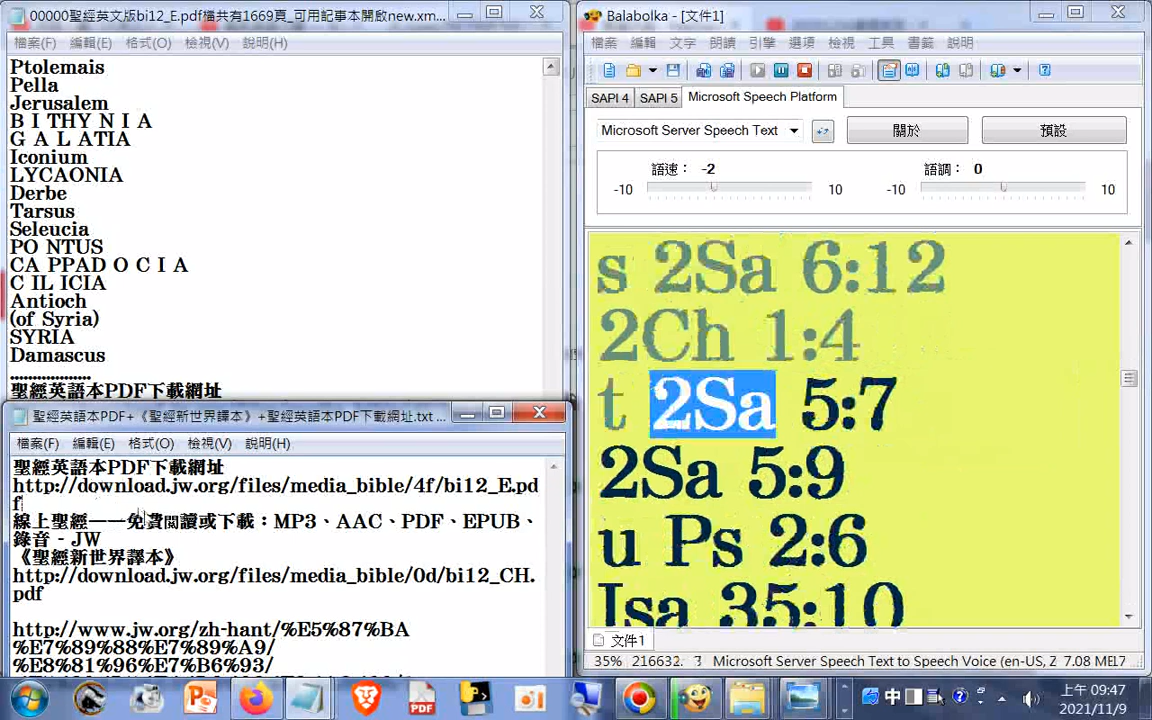 00000聖經英文版bi12_E.pdf檔共有1669頁_可用記事本開啟new.xm...
檔案(F) 編輯(E) 格式(O) 檢視(V) 說明(H)
Ptolemais
Pella
Jerusalem
B I THY N I A
G A L ATIA
Iconium
LYCAONIA
Derbe
Tarsus
Seleucia
PO NTUS
CA PPAD O C I A
C IL ICIA
Antioch
(of Syria)
SYRIA
Damascus
..................
聖經英語本PDF下載網址
聖經英語本PDF+《聖經新世界譯本》+聖經英語本PDF下載網址.txt ...
檔案(F) 編輯(E) 格式(O) 檢視(V) 說明(H)
聖經英語本PDF下載網址
http://download.jw.org/files/media_bible/4f/bi12_E.pd
f
線上聖經——免費閱讀或下載：MP3、AAC、PDF、EPUB、
錄音 - JW
《聖經新世界譯本》
http://download.jw.org/files/media_bible/0d/bi12_CH.
pdf
http://www.jw.org/zh-hant/%E5%87%BA
%E7%89%88%E7%89%A9/
%E8%81%96%E7%B6%93/
Balabolka - [文件1]
檔案 編輯 文字 朗讀 引擎 選項 檢視 工具 書籤 說明
SAPI 4 SAPI 5 Microsoft Speech Platform
Microsoft Server Speech Text 關於 預設
語速： -2 語調： 0
-10 10 -10 10
s 2Sa 6:12
2Ch 1:4
t 2Sa 5:7
2Sa 5:9
u Ps 2:6
Isa 35:10
文件1
35% 216632. Microsoft Server Speech Text to Speech Voice (en-US, Z 7.08 MB
中
上午 09:47
2021/11/9